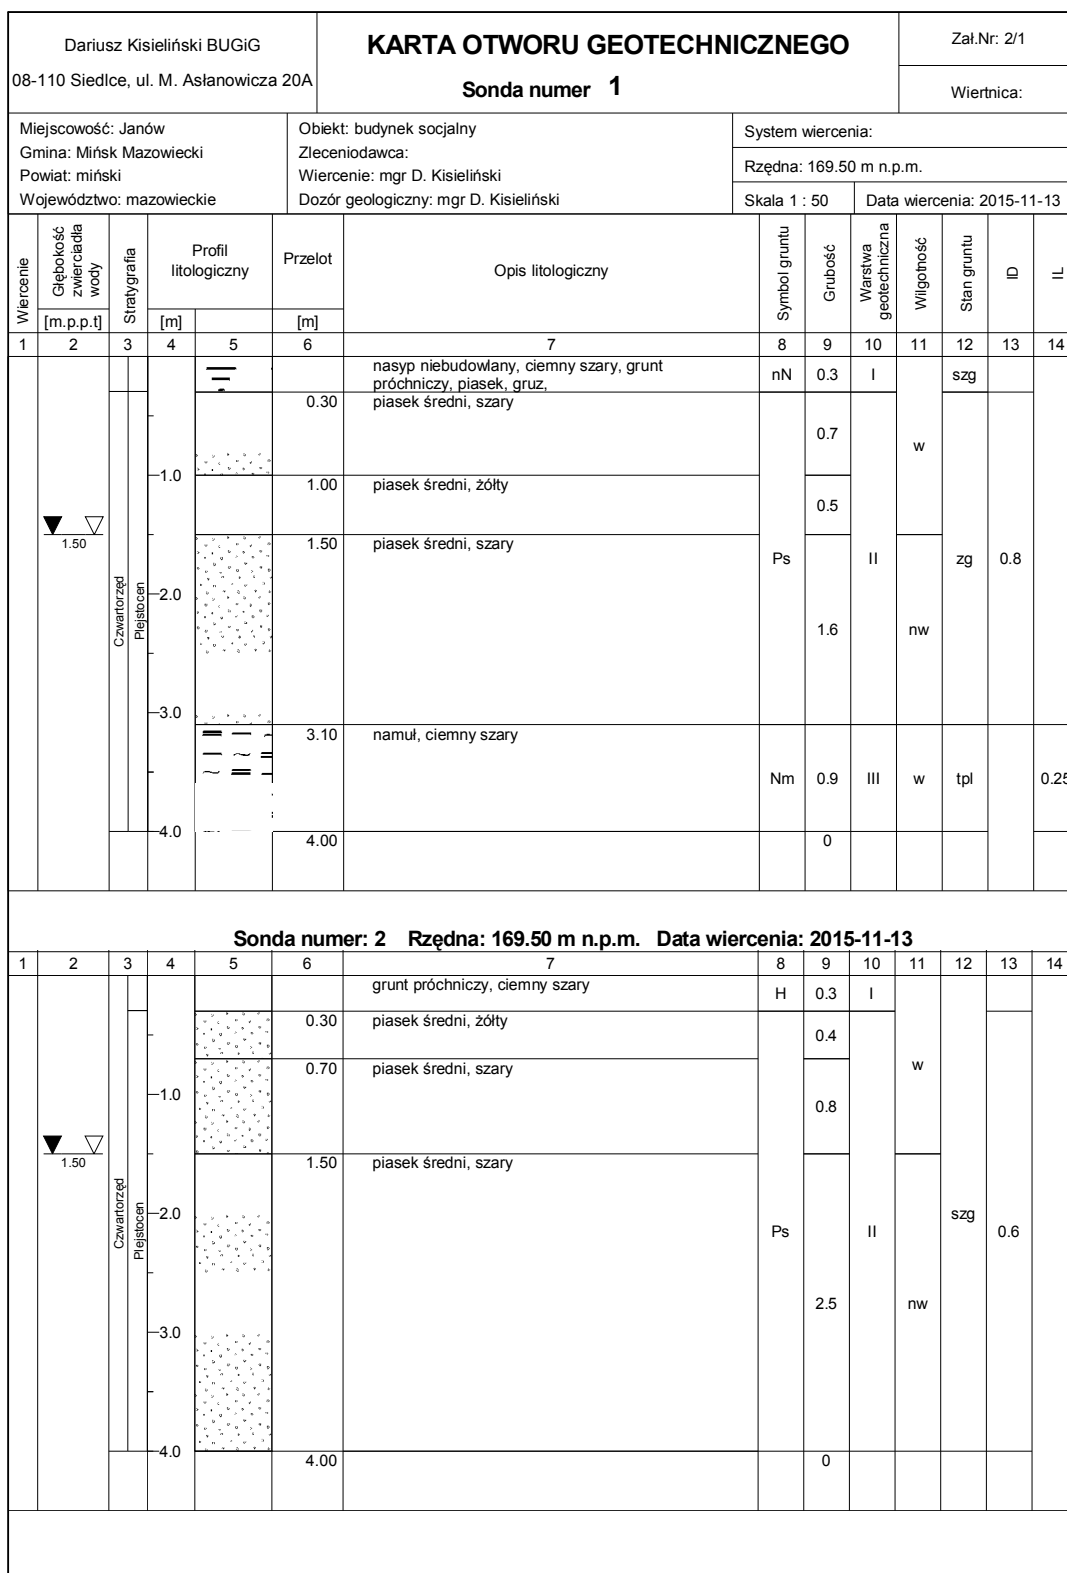 Dariusz Kisieliński BUGiG
08-110 Siedlce, ul. M. Asłanowicza 20A
KARTA OTWORU GEOTECHNICZNEGO
Sonda numer 1
Zał.Nr: 2/1
Wiertnica:
Miejscowość: Janów
Gmina: Mińsk Mazowiecki
Powiat: miński
Województwo: mazowieckie
Obiekt: budynek socjalny
Zleceniodawca:
Wiercenie: mgr D. Kisieliński
Dozór geologiczny: mgr D. Kisieliński
System wiercenia:
Rzędna: 169.50 m n.p.m.
Skala 1 : 50
Data wiercenia: 2015-11-13
Wiercenie
Głębokość zwierciadła wody
[m.p.p.t]
Stratygrafia
Profil litologiczny
[m]
Przelot
[m]
Opis litologiczny
Symbol gruntu
Grubość
Warstwa geotechniczna
Wilgotność
Stan gruntu
ID
IL
1 2 3 4 5 6 7 8 9 10 11 12 13 14
nasyp niebudowlany, ciemny szary, grunt
próchniczy, piasek, gruz,
nN 0.3 I szg
0.30 piasek średni, szary
0.7
w
1.0
1.00 piasek średni, żółty
0.5
1.50
1.50 piasek średni, szary
Ps II zg 0.8
Czwartorzęd
Plejstocen
2.0
1.6 nw
3.0
3.10 namuł, ciemny szary
Nm 0.9 III w tpl 0.25
4.0
4.00 0
Sonda numer: 2 Rzędna: 169.50 m n.p.m. Data wiercenia: 2015-11-13
1 2 3 4 5 6 7 8 9 10 11 12 13 14
grunt próchniczy, ciemny szary
H 0.3 I
0.30 piasek średni, żółty
0.4
0.70 piasek średni, szary
w
1.0
0.8
1.50
1.50 piasek średni, szary
Czwartorzęd
Plejstocen
2.0
szg
Ps II 0.6
2.5 nw
3.0
4.0
4.00 0